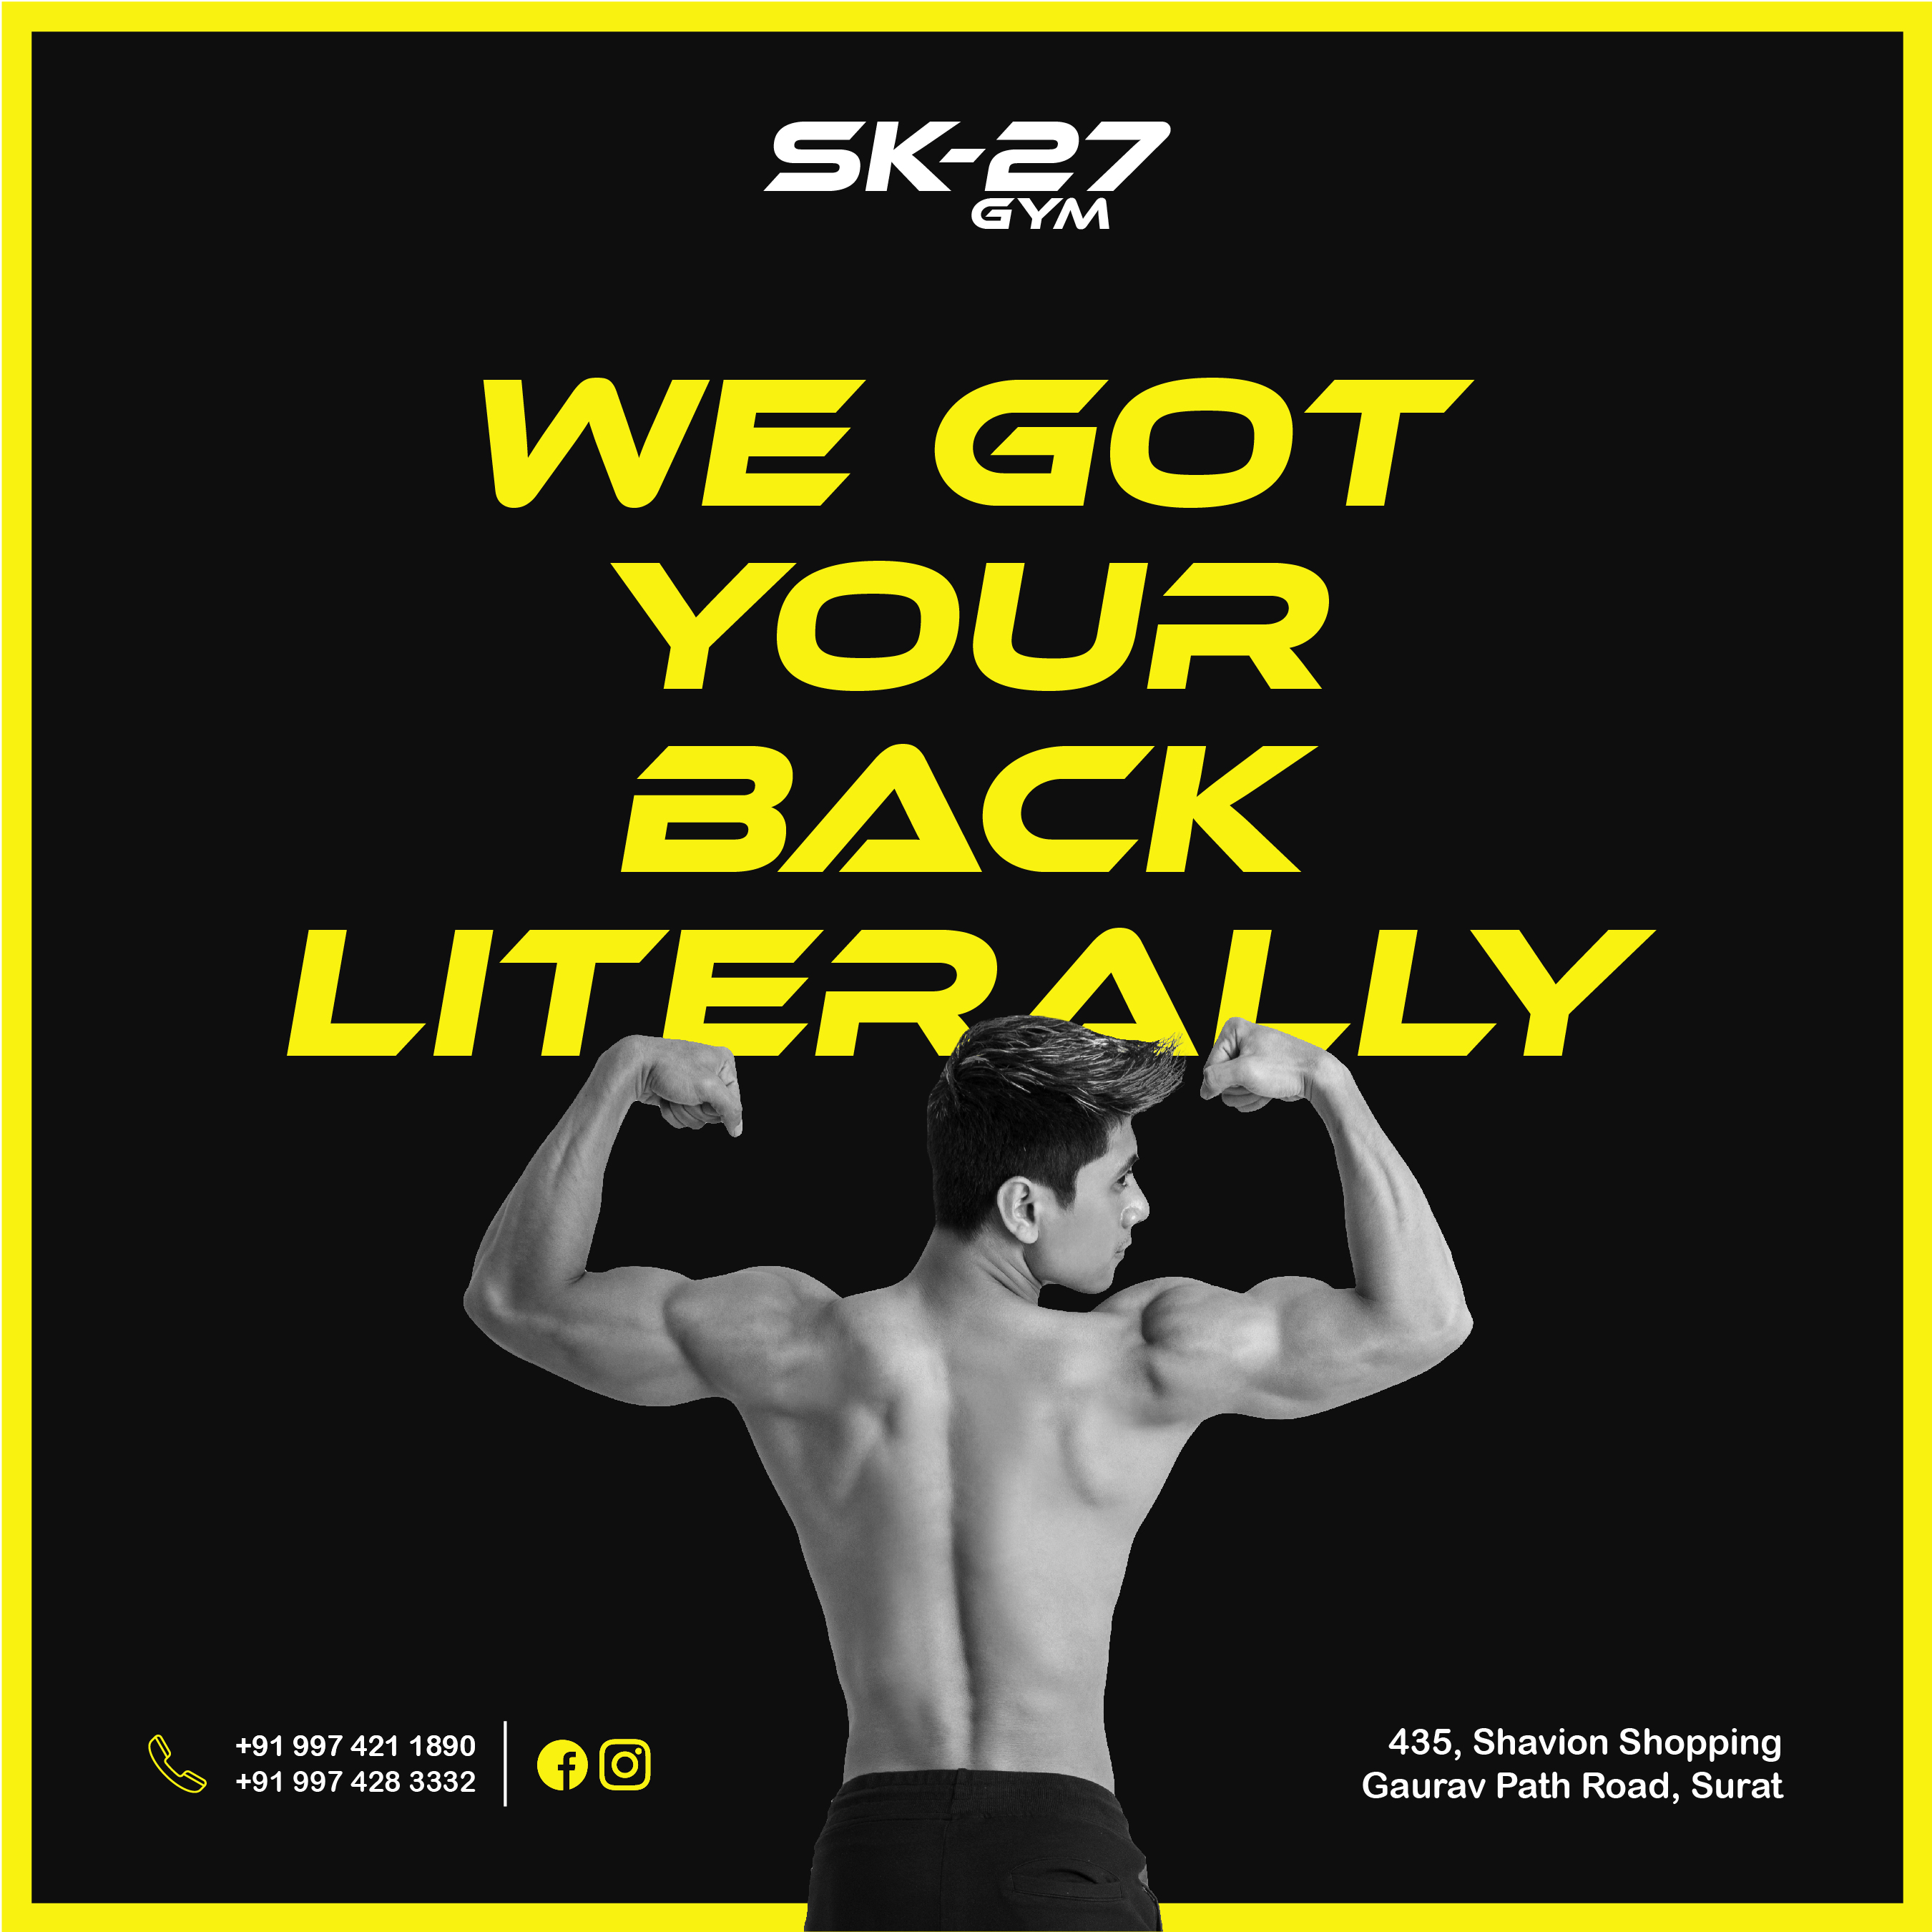 SK-27
GYM
WE GOT
YOUR
BACK
LITERALLY
+91 997 421 1890
+91 997 428 3332
435, Shavion Shopping
Gaurav Path Road, Surat